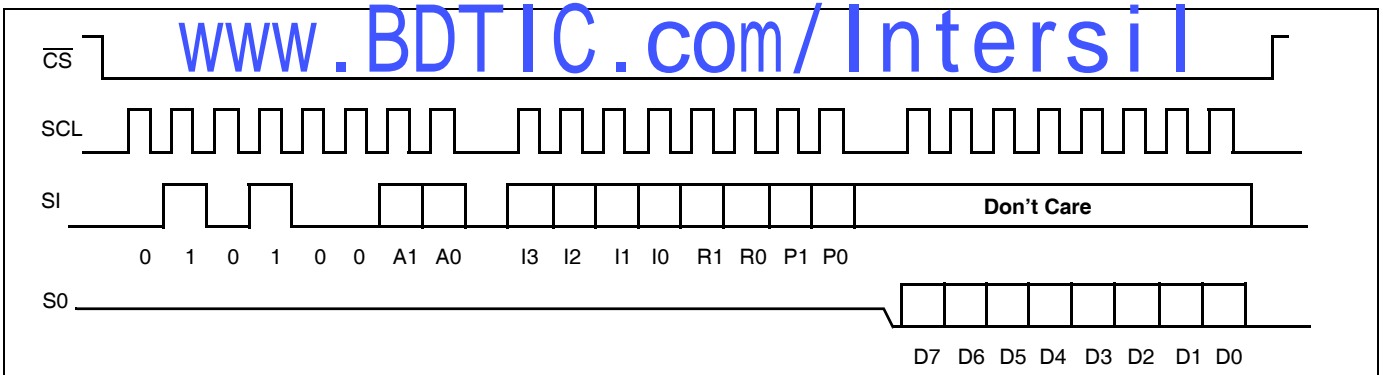 www.BDTIC.com/Intersil
CS
SCL
SI
Don't Care
0 1 0 1 0 0 A1 A0 I3 I2 I1 I0 R1 R0 P1 P0
S0
D7 D6 D5 D4 D3 D2 D1 D0